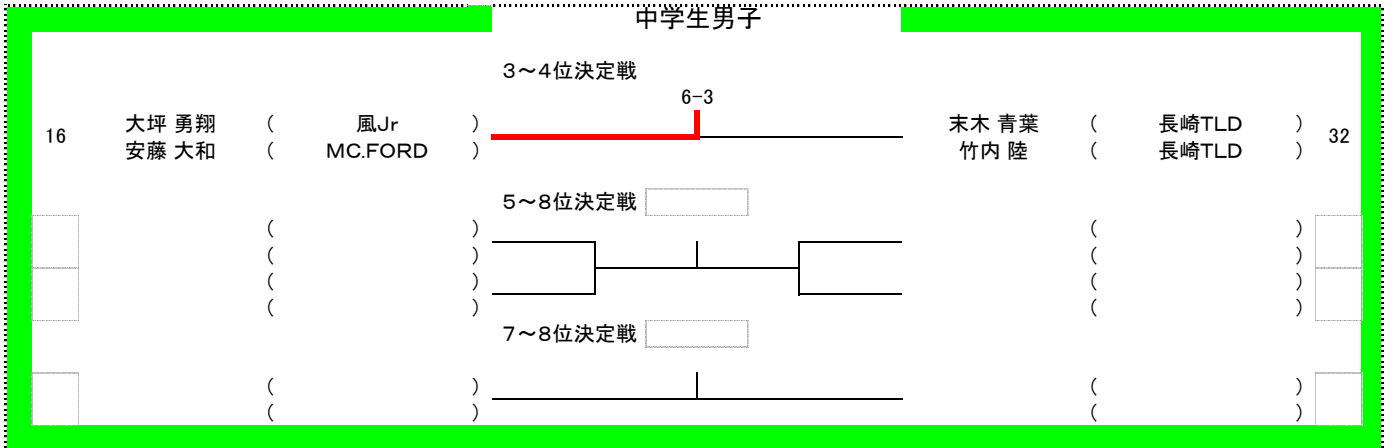 中学生男子
3～4位決定戦
6-3
16 大坪 勇翔 ( 風Jr ) 末木 青葉 ( 長崎TLD ) 32
安藤 大和 ( MC.FORD ) 竹内 陸 ( 長崎TLD )
5～8位決定戦
( ) ( )
( ) ( )
( ) ( )
( ) ( )
7～8位決定戦
( ) ( )
( ) ( )